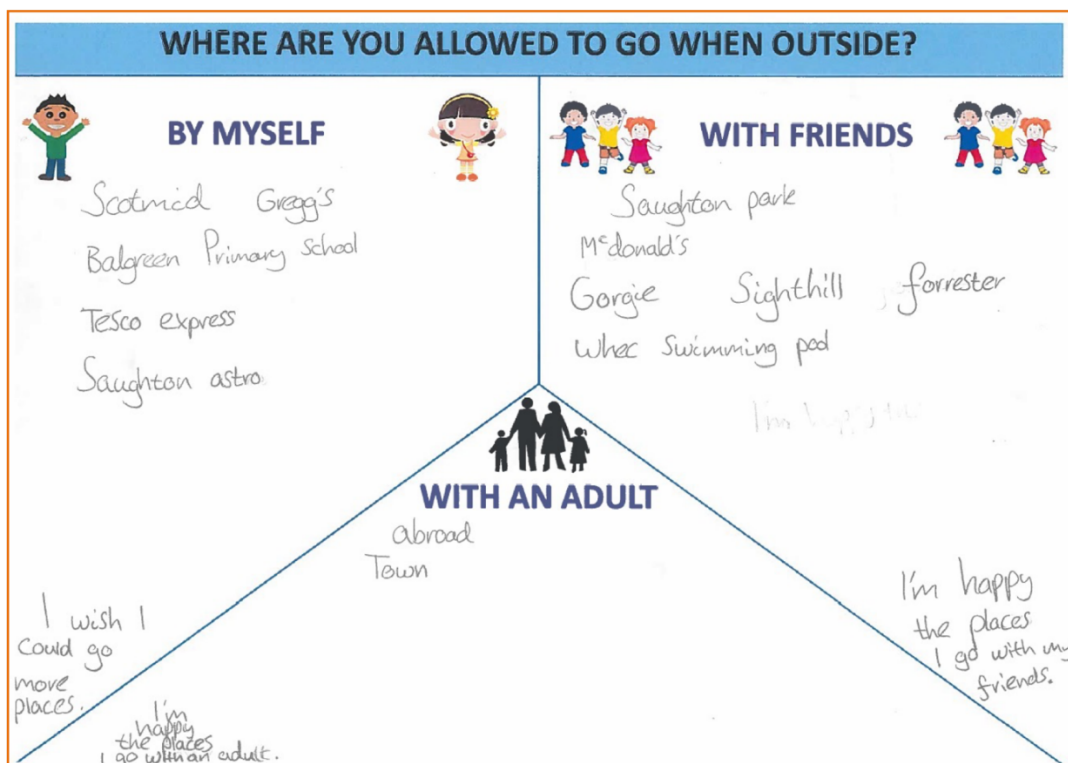 WHERE ARE YOU ALLOWED TO GO WHEN OUTSIDE?
BY MYSELF
Scotmid Gregg's
Balgreen Primary School
Tesco express
Saughton astro
I wish I
could go
more
places.
WITH FRIENDS
Saughton park
McDonald's
Gorgie Sighthill forrester
Whec Swimming pool
I'm happy
I'm happy
the places
I go with my
friends.
WITH AN ADULT
abroad
Town
I'm
happy
the places
I go with an adult.